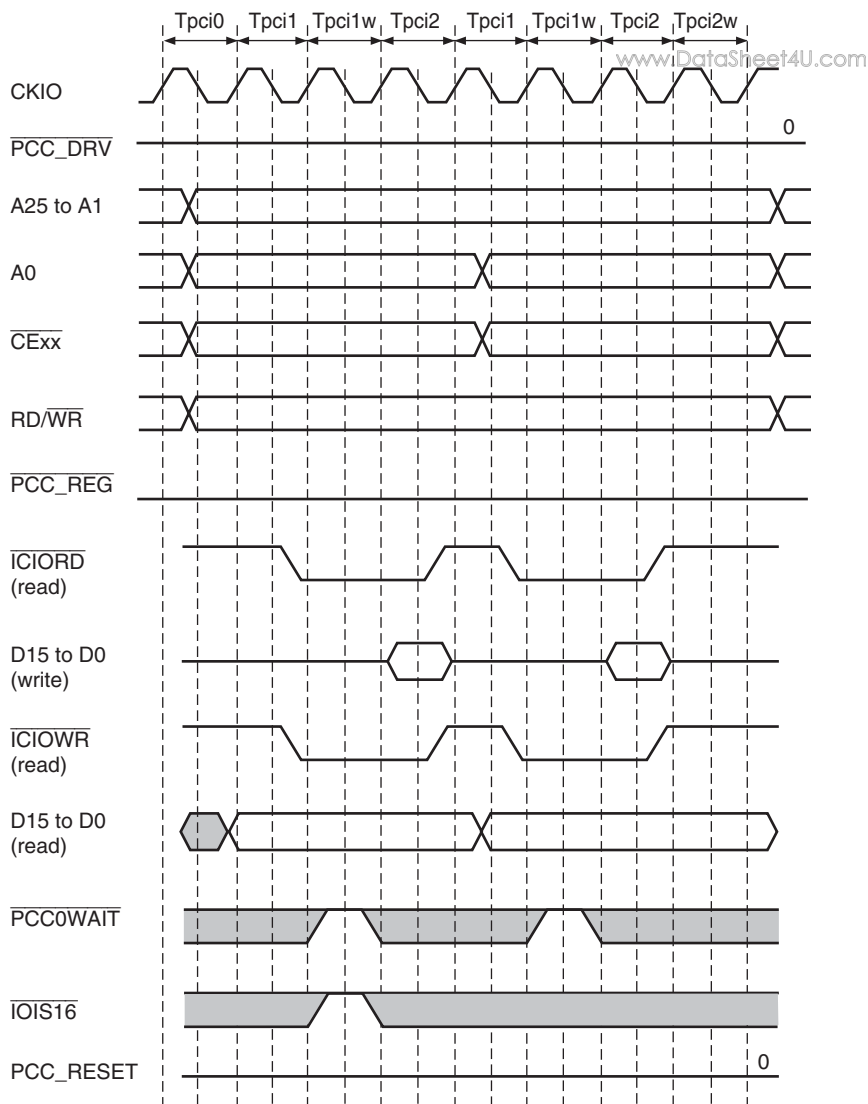 Tpci0 Tpci1 Tpci1w Tpci2 Tpci1 Tpci1w Tpci2 Tpci2w
www.DataSheet4U.com
CKIO
0
PCC_DRV
A25 to A1
A0
CExx
RD/WR
PCC_REG
ICIORD
(read)
D15 to D0
(write)
ICIOWR
(read)
D15 to D0
(read)
PCC0WAIT
IOIS16
0
PCC_RESET